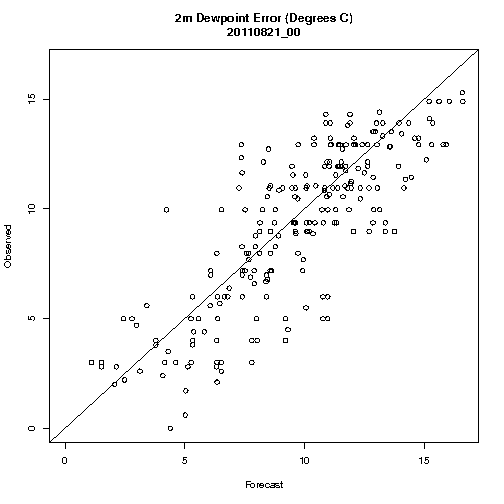 2m Dewpoint Error (Degrees C)
20110821_00
Observed
15
10
5
0
0 5 10 15
Forecast